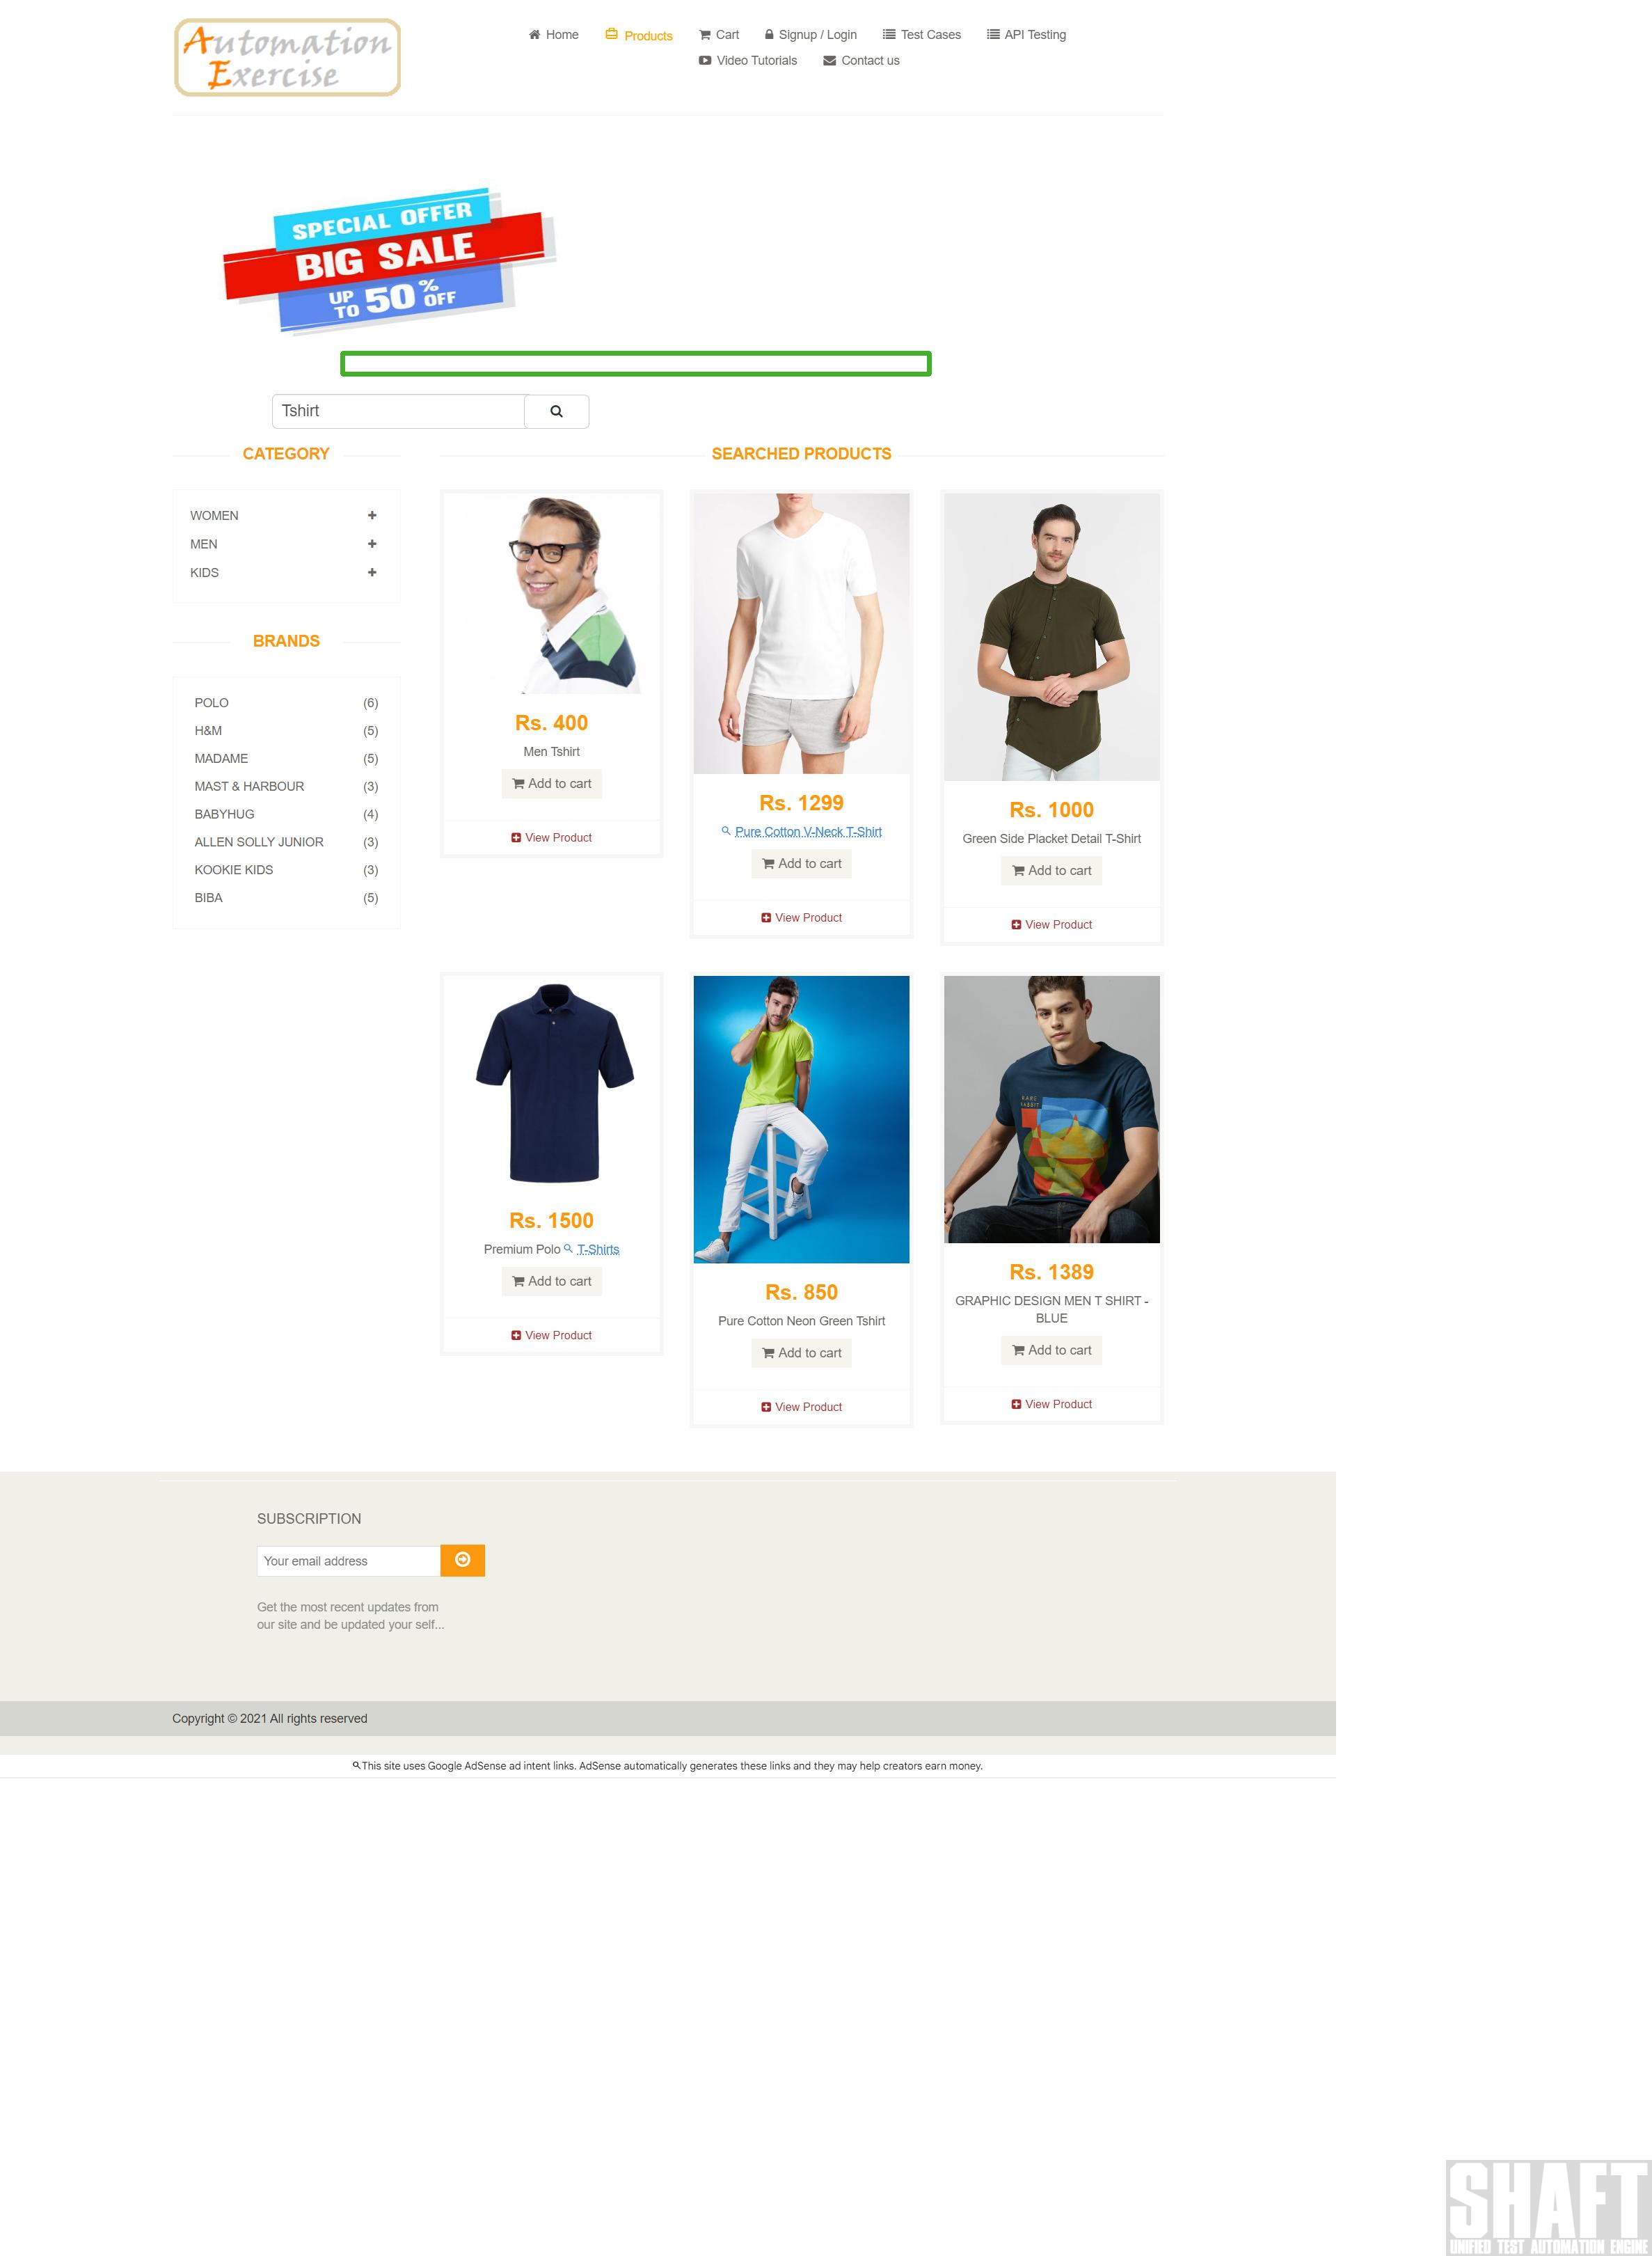 Automation
Exercise
Home Products Cart Signup / Login Test Cases API Testing
Video Tutorials Contact us
SPECIAL OFFER
BIG SALE
UP TO 50% OFF
Tshirt
CATEGORY
WOMEN
MEN
KIDS
BRANDS
POLO (6)
H&M (5)
MADAME (5)
MAST & HARBOUR (3)
BABYHUG (4)
ALLEN SOLLY JUNIOR (3)
KOOKIE KIDS (3)
BIBA (5)
SEARCHED PRODUCTS
Rs. 400
Men Tshirt
Add to cart
View Product
Rs. 1299
Pure Cotton V-Neck T-Shirt
Add to cart
View Product
Rs. 1000
Green Side Placket Detail T-Shirt
Add to cart
View Product
Rs. 1500
Premium Polo T-Shirts
Add to cart
View Product
Rs. 850
Pure Cotton Neon Green Tshirt
Add to cart
View Product
RARE
RABBIT
Rs. 1389
GRAPHIC DESIGN MEN T SHIRT -
BLUE
Add to cart
View Product
SUBSCRIPTION
Your email address
Get the most recent updates from
our site and be updated your self...
Copyright © 2021 All rights reserved
This site uses Google AdSense ad intent links. AdSense automatically generates these links and they may help creators earn money.
SHAFT
UNIFIED TEST AUTOMATION ENGINE